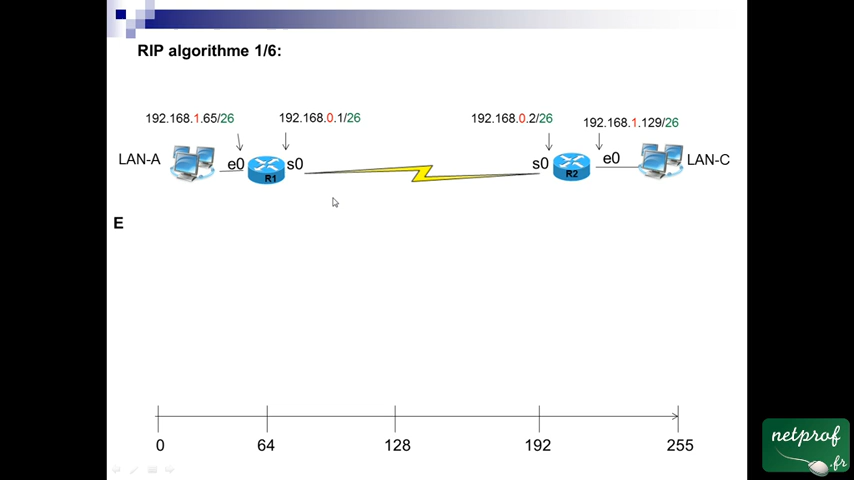 RIP algorithme 1/6:
192.168.1.65/26 192.168.0.1/26 192.168.0.2/26 192.168.1.129/26
LAN-A e0 R1 s0 s0 R2 e0 LAN-C
E
0 64 128 192 255
netprof
.fr